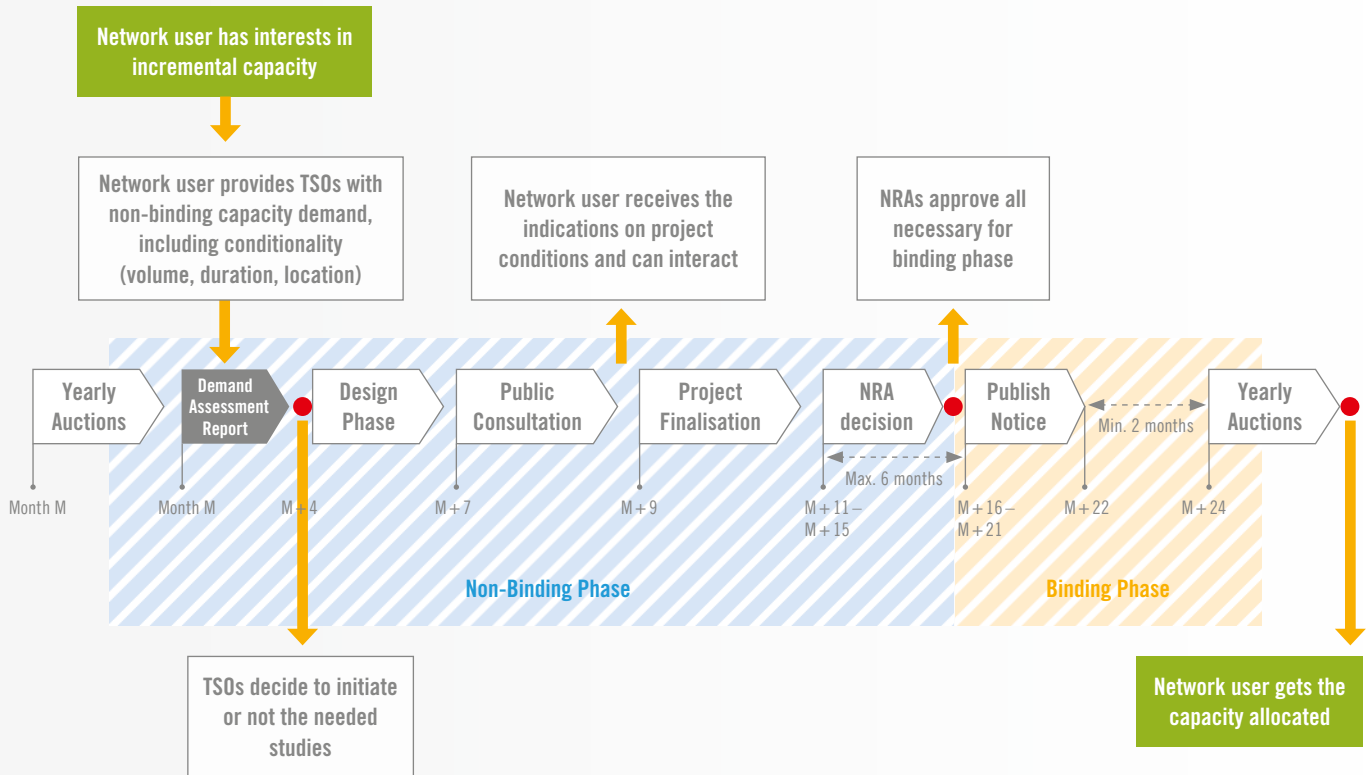 Network user has interests in
incremental capacity
Network user provides TSOs with
non-binding capacity demand,
including conditionality
(volume, duration, location)
Network user receives the
indications on project
conditions and can interact
NRAs approve all
necessary for
binding phase
Yearly
Auctions
Demand
Assessment
Report
Design
Phase
Public
Consultation
Project
Finalisation
NRA
decision
Publish
Notice
Min. 2 months
Yearly
Auctions
Max. 6 months
Month M
Month M
M + 4
M + 7
M + 9
M + 11 –
M + 15
M + 16 –
M + 21
M + 22
M + 24
Non-Binding Phase
Binding Phase
TSOs decide to initiate
or not the needed
studies
Network user gets the
capacity allocated